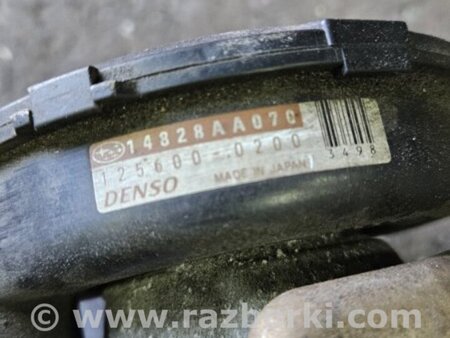 14828AA070
125600-0200
DENSO MADE IN JAPAN
3498
© www.razborki.com